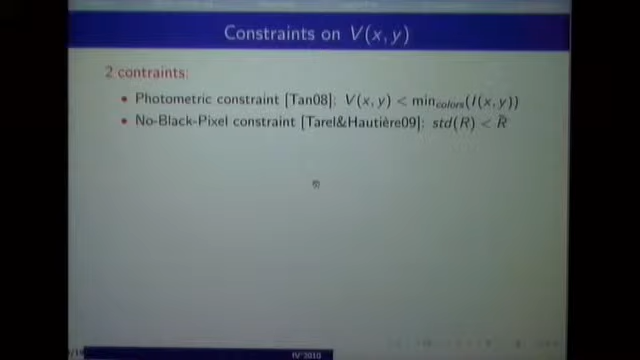 Constraints on V(x, y)
2 contraints:
• Photometric constraint [Tan08]: V(x, y) < min_colors(I(x, y))
• No-Black-Pixel constraint [Tarel&Hautière09]: std(R) < R̄
IV'2010